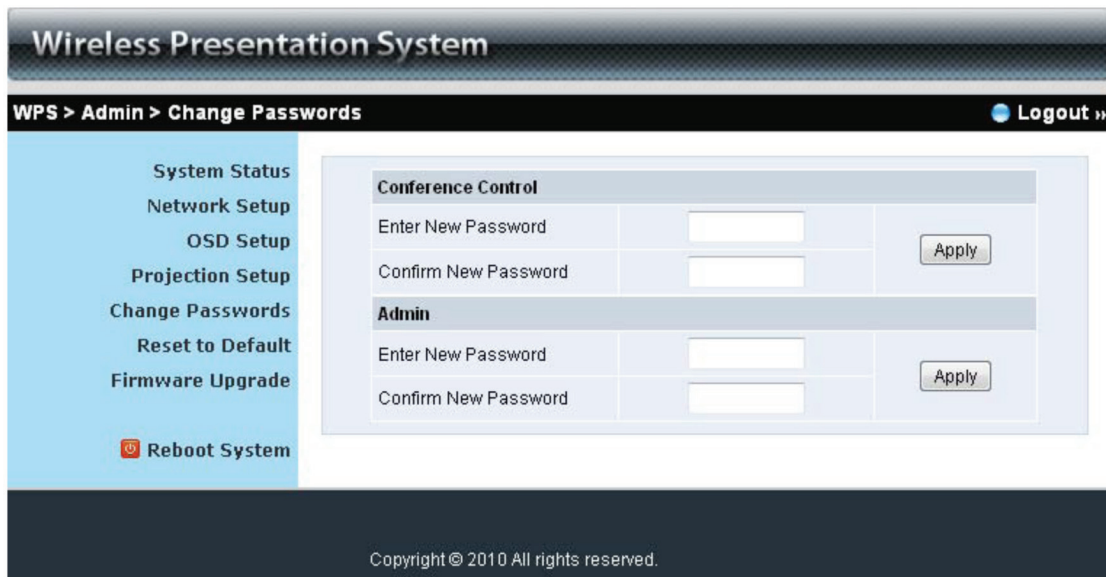 Wireless Presentation System
WPS > Admin > Change Passwords
Logout »
System Status
Network Setup
OSD Setup
Projection Setup
Change Passwords
Reset to Default
Firmware Upgrade
Reboot System
Conference Control
Enter New Password
Confirm New Password
Apply
Admin
Enter New Password
Confirm New Password
Apply
Copyright © 2010 All rights reserved.